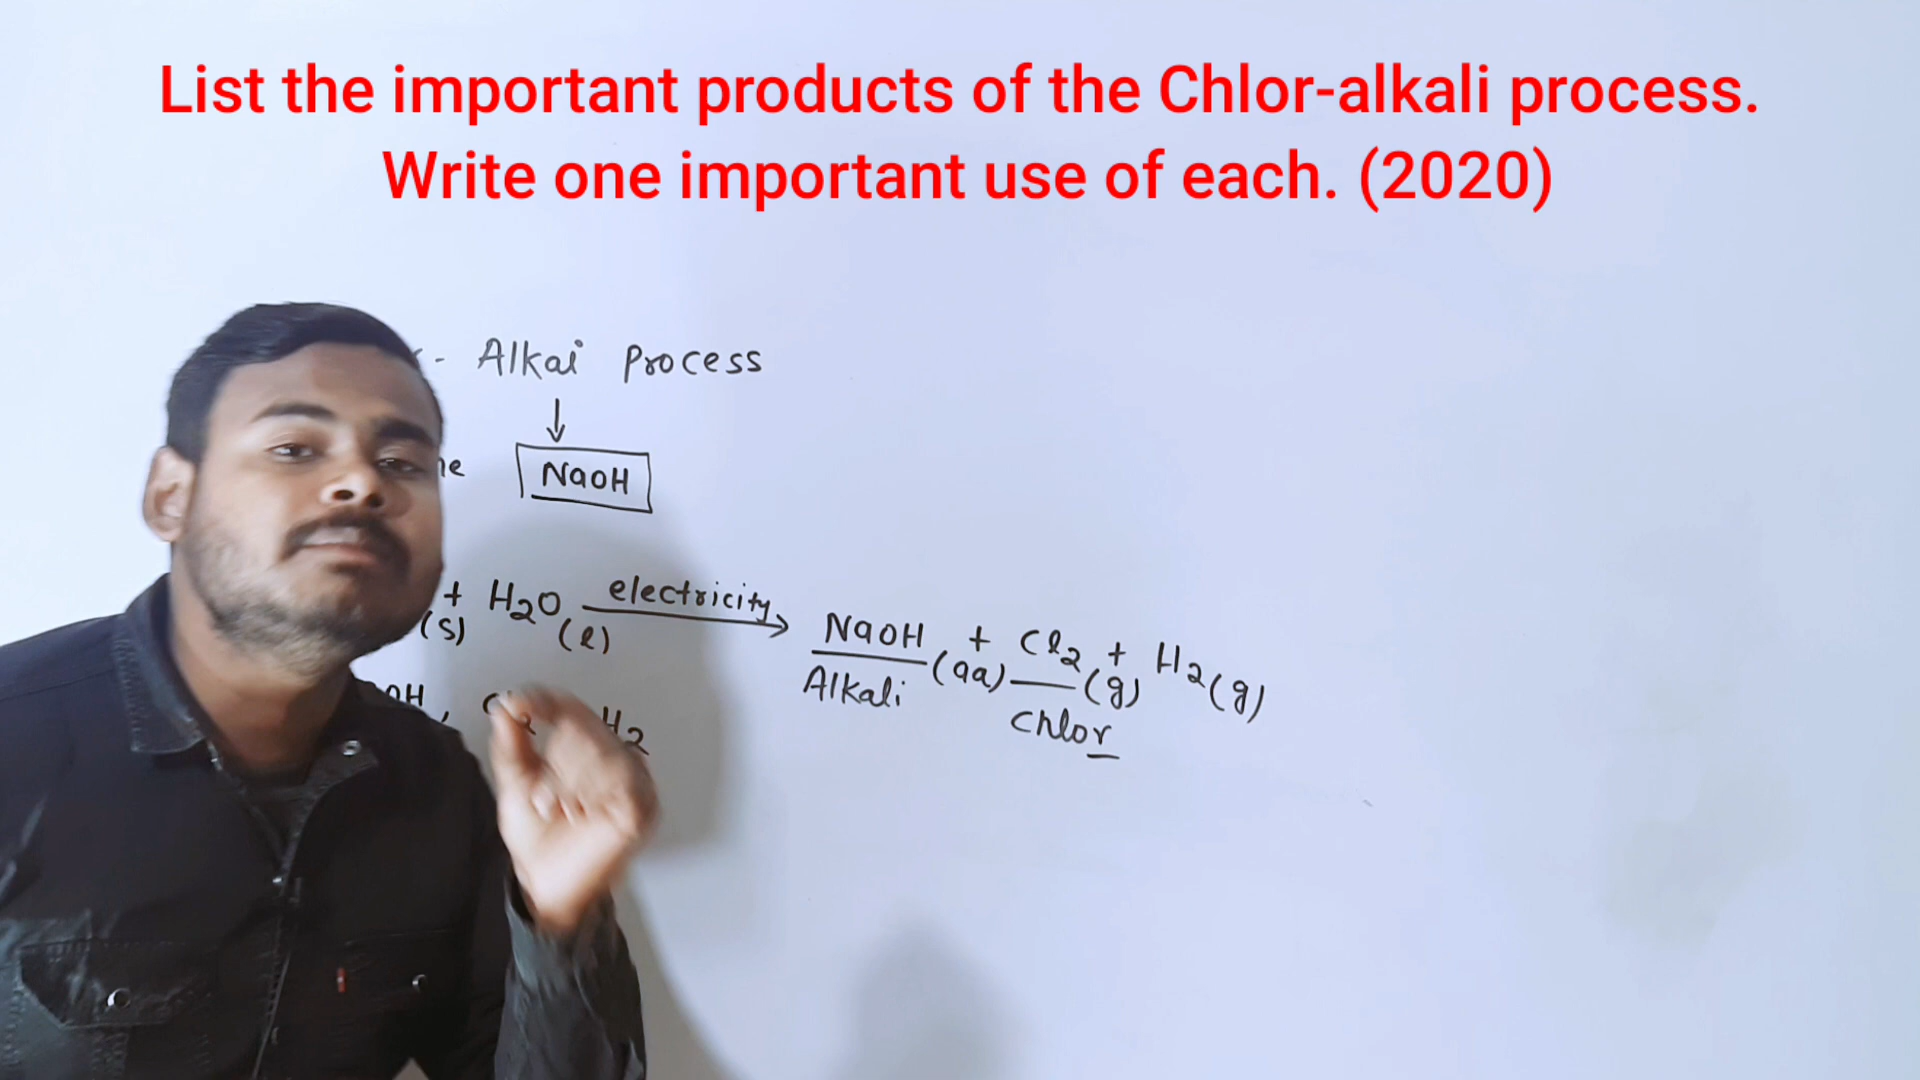 List the important products of the Chlor-alkali process.
Write one important use of each. (2020)
- Alkai Process
↓
NaOH
+ H2O electricity → NaOH + Cl2 + H2
(s) (l) (aq) (g) (g)
Alkali Chlor
, H2